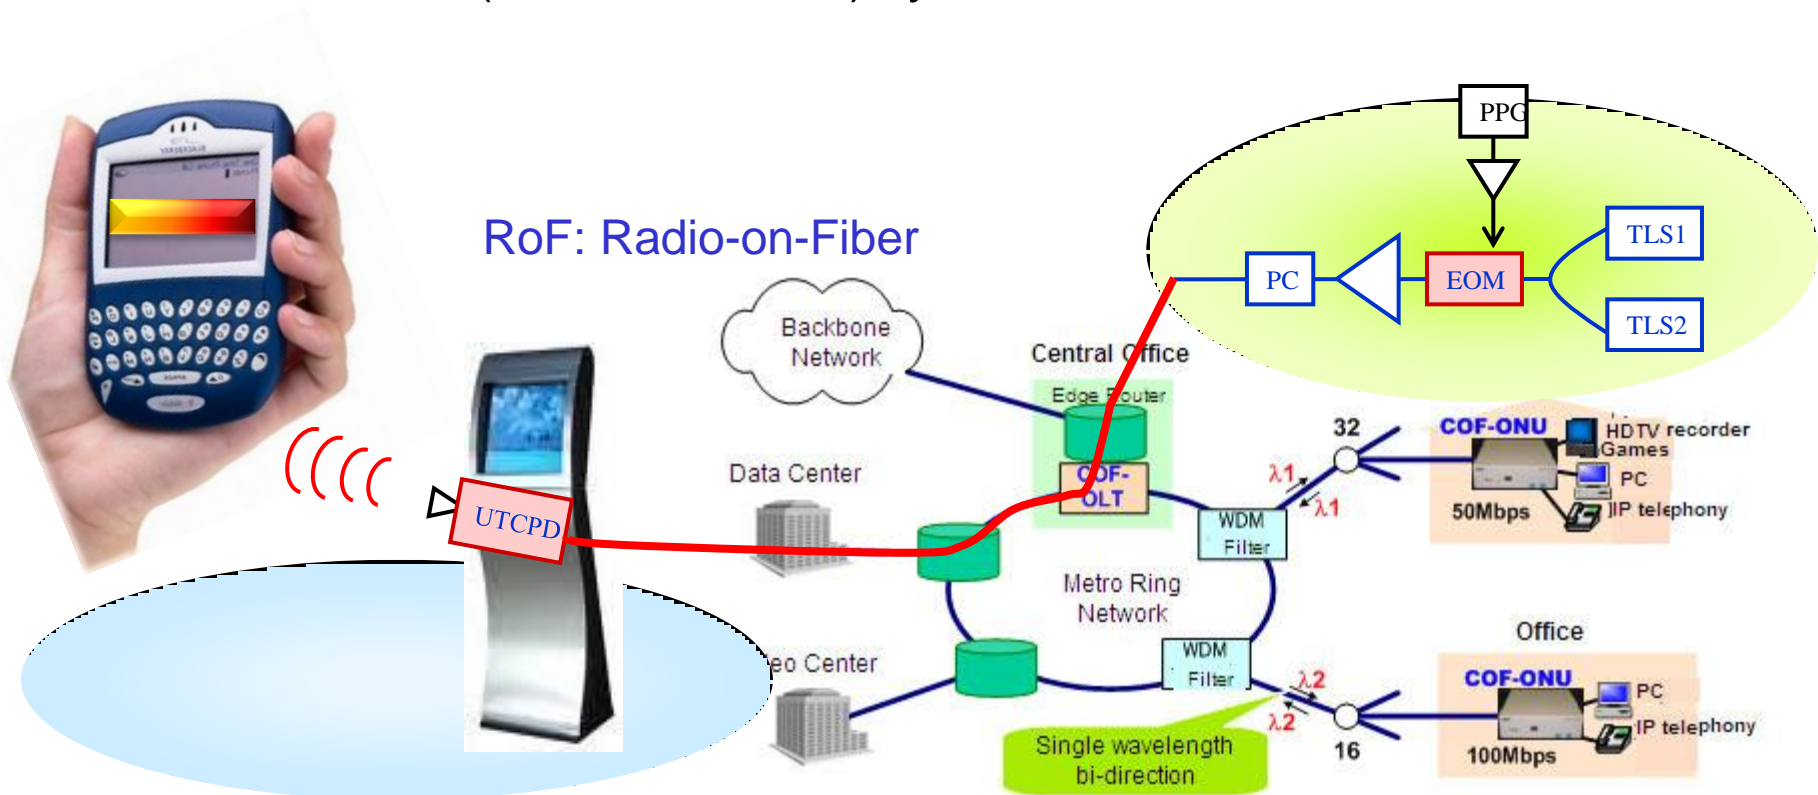 RoF: Radio-on-Fiber
PPG
TLS1
PC
EOM
TLS2
Backbone
Network
Central Office
Edge Router
COF-
OLT
Data Center
UTCPD
32
λ1
λ1
COF-ONU
HDTV recorder
Games
PC
IP telephony
50Mbps
WDM
Filter
Metro Ring
Network
WDM
Filter
eo Center
λ2
λ2
16
Office
COF-ONU
PC
IP telephony
100Mbps
Single wavelength
bi-direction